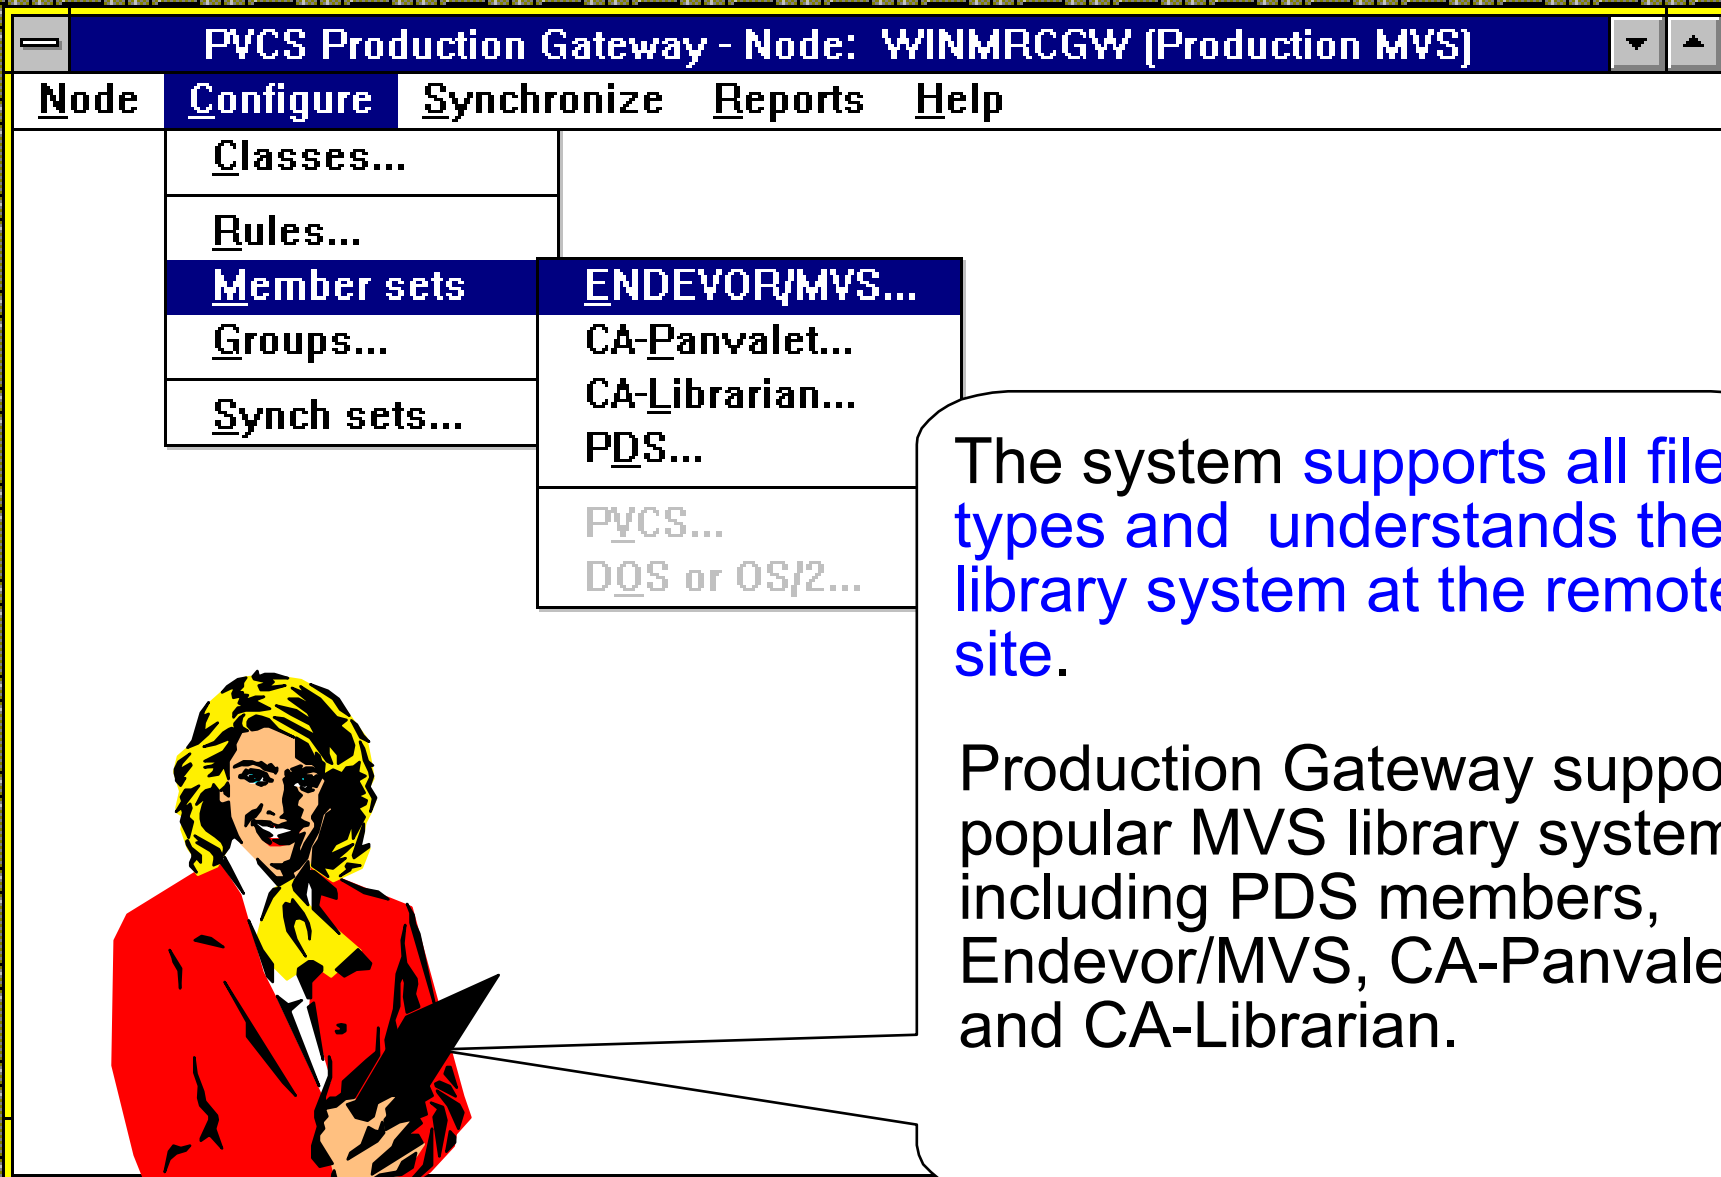 PVCS Production Gateway - Node: WINMRCGW (Production MVS)
Node Configure Synchronize Reports Help
Classes...
Rules...
Member sets
Groups...
Synch sets...
ENDEVOR/MVS...
CA-Panvalet...
CA-Librarian...
PDS...
PVCS...
DOS or OS/2...
The system supports all file
types and understands the
library system at the remote
site.
Production Gateway suppo
popular MVS library system
including PDS members,
Endevor/MVS, CA-Panvale
and CA-Librarian.